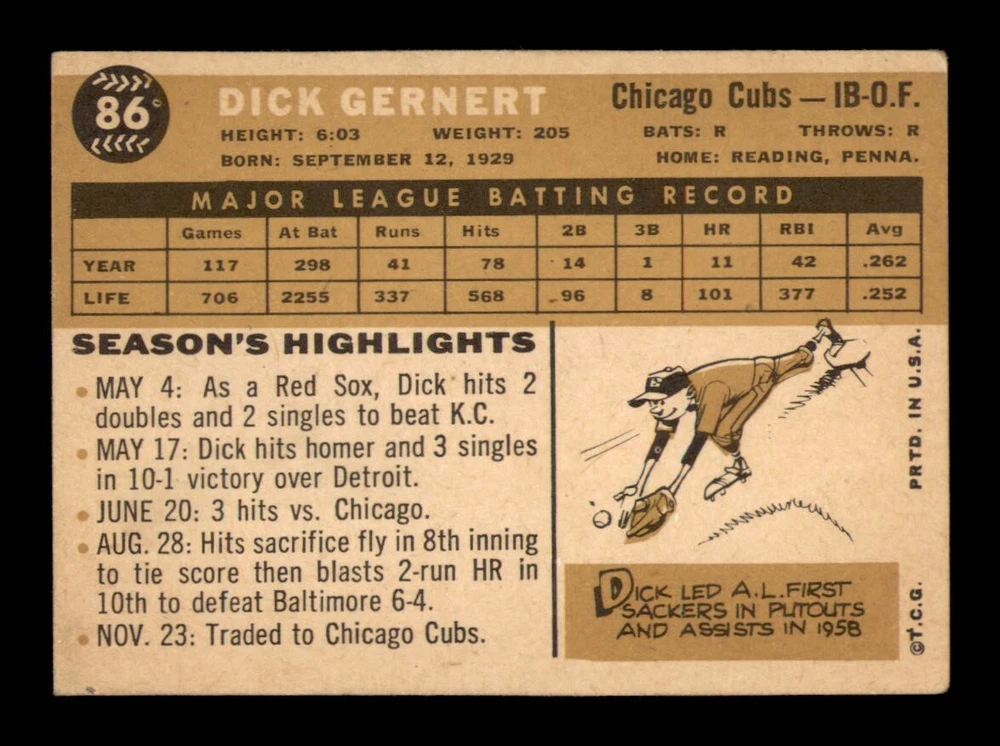 86
DICK GERNERT
Chicago Cubs — IB-O.F.
HEIGHT: 6:03 WEIGHT: 205 BATS: R THROWS: R
BORN: SEPTEMBER 12, 1929 HOME: READING, PENNA.
MAJOR LEAGUE BATTING RECORD
Games At Bat Runs Hits 2B 3B HR RBI Avg
YEAR 117 298 41 78 14 1 11 42 .262
LIFE 706 2255 337 568 96 8 101 377 .252
SEASON'S HIGHLIGHTS
• MAY 4: As a Red Sox, Dick hits 2
doubles and 2 singles to beat K.C.
• MAY 17: Dick hits homer and 3 singles
in 10-1 victory over Detroit.
• JUNE 20: 3 hits vs. Chicago.
• AUG. 28: Hits sacrifice fly in 8th inning
to tie score then blasts 2-run HR in
10th to defeat Baltimore 6-4.
• NOV. 23: Traded to Chicago Cubs.
DICK LED A.L. FIRST
SACKERS IN PUTOUTS
AND ASSISTS IN 1958
PRTD. IN U.S.A.
©T.C.G.